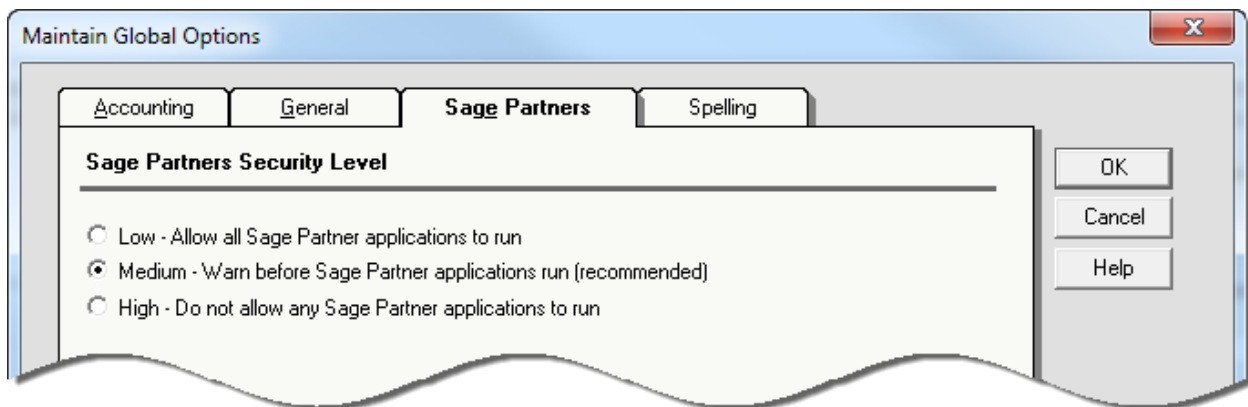 Maintain Global Options
Accounting
General
Sage Partners
Spelling
Sage Partners Security Level
OK
Low - Allow all Sage Partner applications to run
Cancel
Medium - Warn before Sage Partner applications run (recommended)
Help
High - Do not allow any Sage Partner applications to run